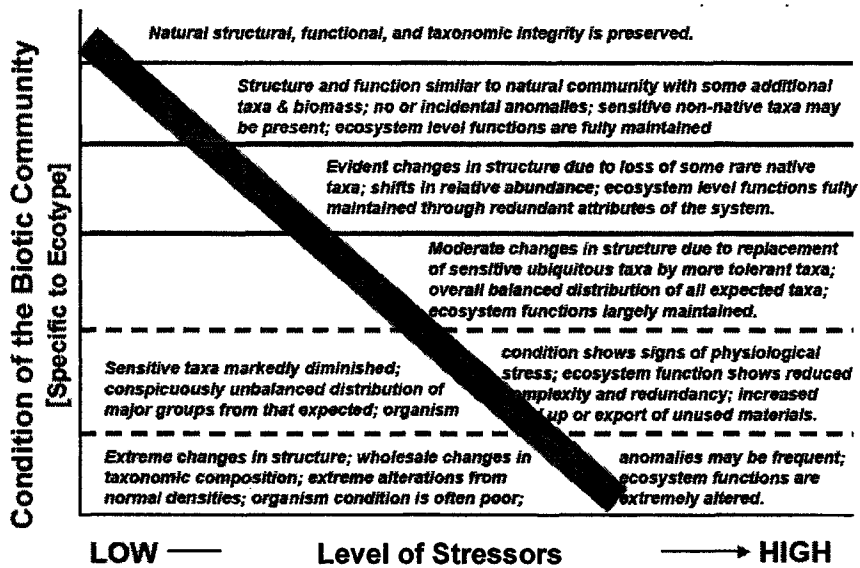 Condition of the Biotic Community
[Specific to Ecotype]
Natural structural, functional, and taxonomic integrity is preserved.
Structure and function similar to natural community with some additional
taxa & biomass; no or incidental anomalies; sensitive non-native taxa may
be present; ecosystem level functions are fully maintained
Evident changes in structure due to loss of some rare native
taxa; shifts in relative abundance; ecosystem level functions fully
maintained through redundant attributes of the system.
Moderate changes in structure due to replacement
of sensitive ubiquitous taxa by more tolerant taxa;
overall balanced distribution of all expected taxa;
ecosystem functions largely maintained.
Sensitive taxa markedly diminished;
conspicuously unbalanced distribution of
major groups from that expected; organism
condition shows signs of physiological
stress; ecosystem function shows reduced
complexity and redundancy; increased
up or export of unused materials.
Extreme changes in structure; wholesale changes in
taxonomic composition; extreme alterations from
normal densities; organism condition is often poor;
anomalies may be frequent;
ecosystem functions are
extremely altered.
LOW Level of Stressors HIGH